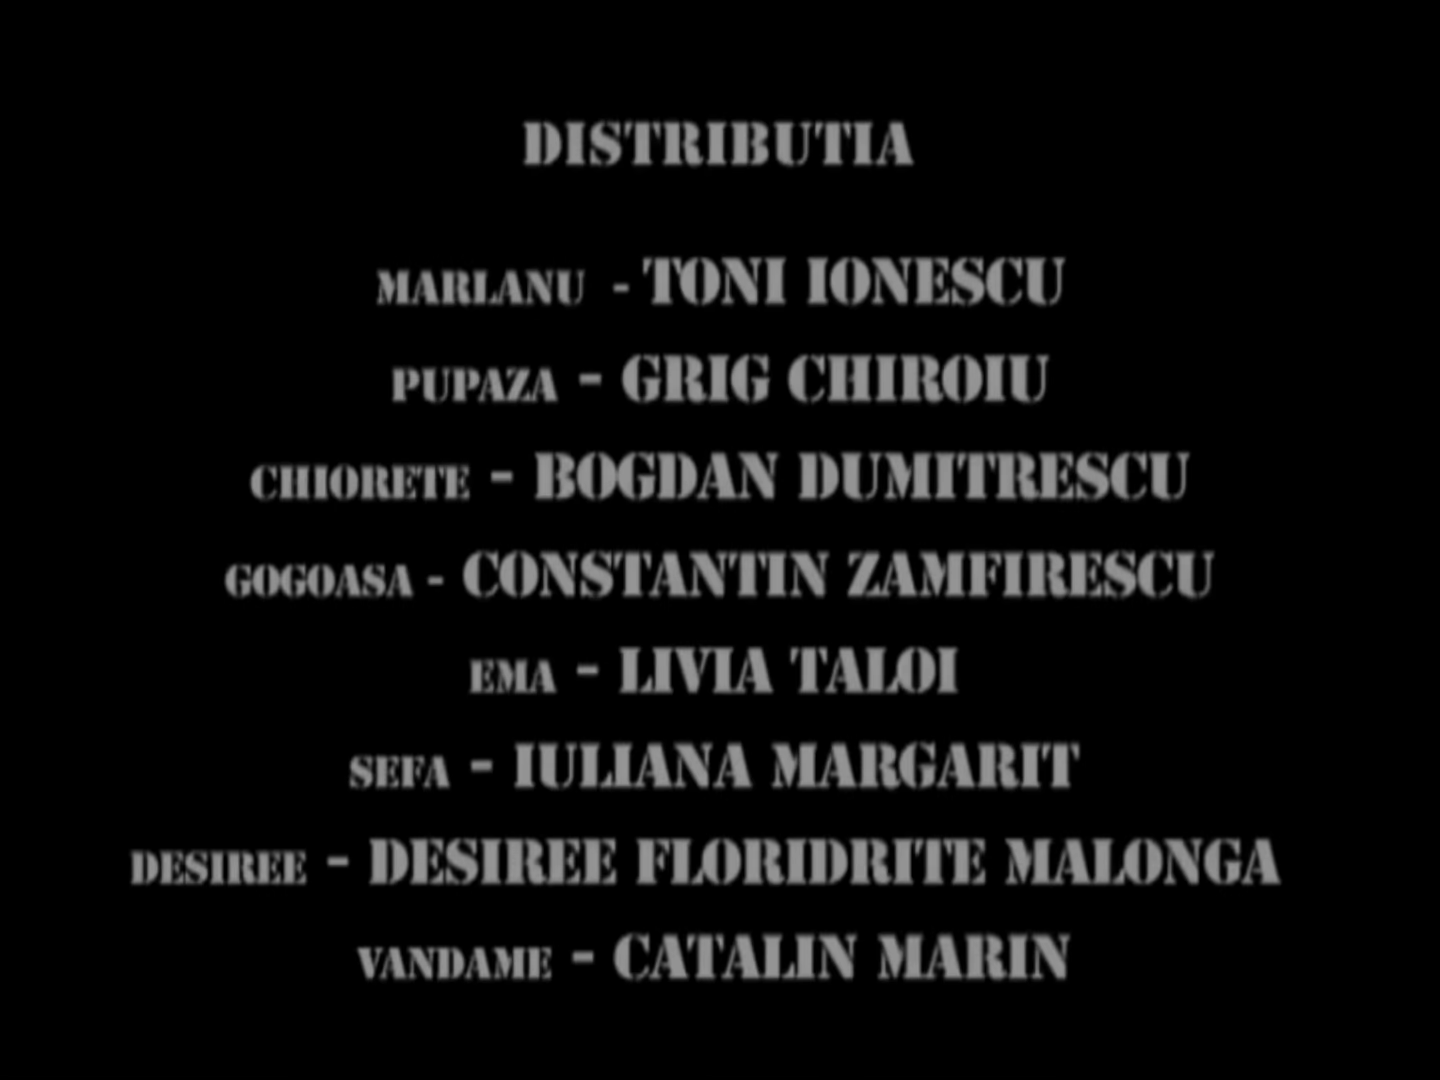 DISTRIBUTIA
MARLANU - TONI IONESCU
PUPAZA - GRIG CHIROIU
CHIORETE - BOGDAN DUMITRESCU
GOGOASA - CONSTANTIN ZAMFIRESCU
EMA - LIVIA TALOI
SEFA - IULIANA MARGARIT
DESIREE - DESIREE FLORIDRITE MALONGA
VANDAME - CATALIN MARIN